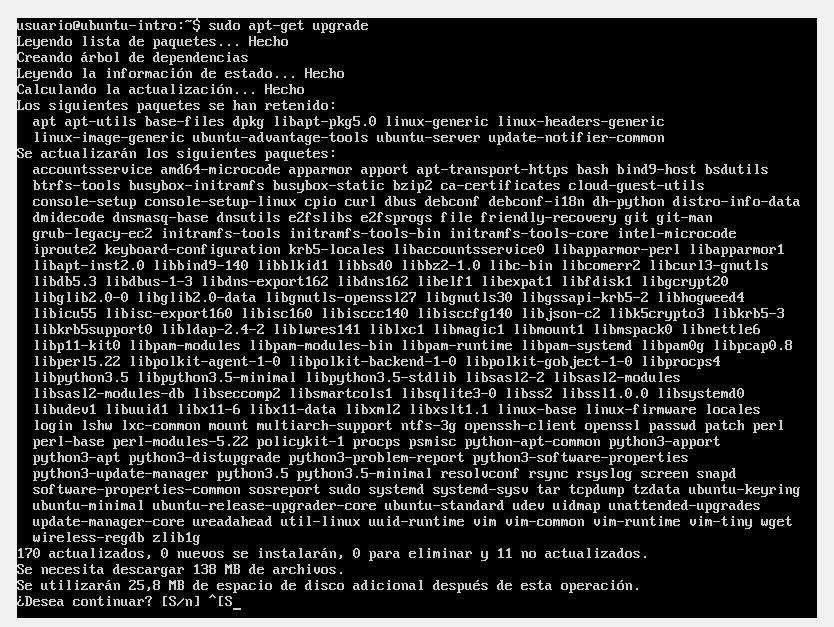 usuario@ubuntu-intro:~$ sudo apt-get upgrade
Leyendo lista de paquetes... Hecho
Creando árbol de dependencias
Leyendo la información de estado... Hecho
Calculando la actualización... Hecho
Los siguientes paquetes se han retenido:
apt apt-utils base-files dpkg libapt-pkg5.0 linux-generic linux-headers-generic
linux-image-generic ubuntu-advantage-tools ubuntu-server update-notifier-common
Se actualizarán los siguientes paquetes:
accountsservice amd64-microcode apparmor apport apt-transport-https bash bind9-host bsdutils
btrfs-tools busybox-initramfs busybox-static bzip2 ca-certificates cloud-guest-utils
console-setup console-setup-linux cpio curl dbus debconf debconf-i18n dh-python distro-info-data
dmidecode dnsmasq-base dnsutils e2fslibs e2fsprogs file friendly-recovery git git-man
grub-legacy-ec2 initramfs-tools initramfs-tools-bin initramfs-tools-core intel-microcode
iproute2 keyboard-configuration krb5-locales libaccountsservice0 libapparmor-perl libapparmor1
libapt-inst2.0 libbind9-140 libblkid1 libbsd0 libbz2-1.0 libc-bin libcomerr2 libcurl3-gnutls
libdb5.3 libdbus-1-3 libdns-export162 libdns162 libelf1 libexpat1 libfdisk1 libgcrypt20
libglib2.0-0 libglib2.0-data libgnutls-openssl27 libgnutls30 libgssapi-krb5-2 libhogweed4
libicu55 libisc-export160 libisc160 libisccc140 libisccfg140 libjson-c2 libk5crypto3 libkrb5-3
libkrb5support0 libldap-2.4-2 liblwres141 liblxc1 libmagic1 libmount1 libmspack0 libnettle6
libp11-kit0 libpam-modules libpam-modules-bin libpam-runtime libpam-systemd libpam0g libpcap0.8
libperl5.22 libpolkit-agent-1-0 libpolkit-backend-1-0 libpolkit-gobject-1-0 libprocps4
libpython3.5 libpython3.5-minimal libpython3.5-stdlib libsasl2-2 libsasl2-modules
libsasl2-modules-db libseccomp2 libsmartcols1 libsqlite3-0 libss2 libssl1.0.0 libsystemd0
libudev1 libuuid1 libx11-6 libx11-data libxml2 libxslt1.1 linux-base linux-firmware locales
login lshw lxc-common mount multiarch-support ntfs-3g openssh-client openssl passwd patch perl
perl-base perl-modules-5.22 policykit-1 procps psmisc python-apt-common python3-apport
python3-apt python3-distupgrade python3-problem-report python3-software-properties
python3-update-manager python3.5 python3.5-minimal resolvconf rsync rsyslog screen snapd
software-properties-common sosreport sudo systemd systemd-sysv tar tcpdump tzdata ubuntu-keyring
ubuntu-minimal ubuntu-release-upgrader-core ubuntu-standard udev uidmap unattended-upgrades
update-manager-core ureadahead util-linux uuid-runtime vim vim-common vim-runtime vim-tiny wget
wireless-regdb zlib1g
170 actualizados, 0 nuevos se instalarán, 0 para eliminar y 11 no actualizados.
Se necesita descargar 138 MB de archivos.
Se utilizarán 25,8 MB de espacio de disco adicional después de esta operación.
¿Desea continuar? [S/n] ^[S_